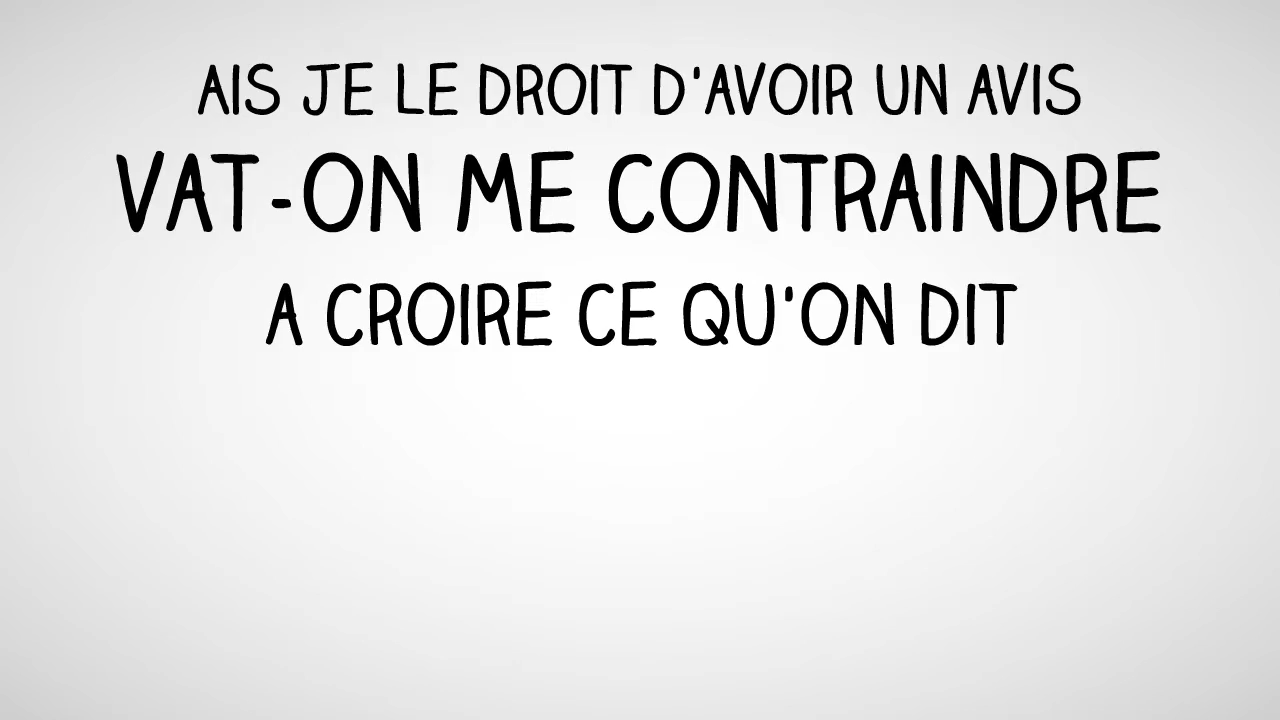 AIS JE LE DROIT D'AVOIR UN AVIS
VAT-ON ME CONTRAINDRE
A CROIRE CE QU'ON DIT